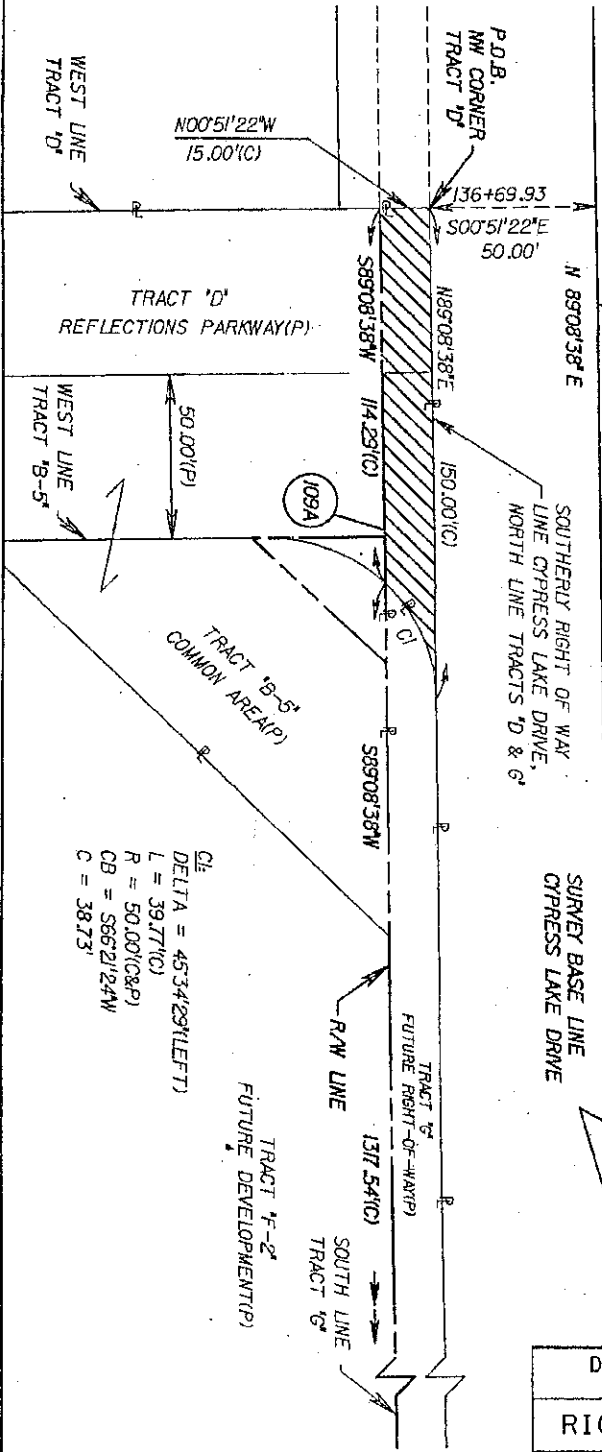 N 89°08'38" E
SURVEY BASE LINE
CYPRESS LAKE DRIVE
136+69.93
S00°51'22"E
50.00'
P.O.B.
NW CORNER
TRACT "D"
SOUTHERLY RIGHT OF WAY
LINE CYPRESS LAKE DRIVE,
NORTH LINE TRACTS "D & G"
N89°08'38"E
150.00'(C)
N00°51'22"W
15.00'(C)
S89°08'38"W
114.29'(C)
C1
S89°08'38"W
1317.54'(C)
TRACT "G"
FUTURE RIGHT-OF-WAY(P)
R/W LINE
SOUTH LINE
TRACT "G"
109A
WEST LINE
TRACT "D"
TRACT "D"
REFLECTIONS PARKWAY(P)
50.00'(P)
WEST LINE
TRACT "B-5"
TRACT "B-5"
COMMON AREA(P)
TRACT "F-2"
FUTURE DEVELOPMENT(P)
C1:
DELTA = 45°34'29"(LEFT)
L = 39.77'(C)
R = 50.00'(C&P)
CB = S66°21'24"W
C = 38.73'
D
RIG